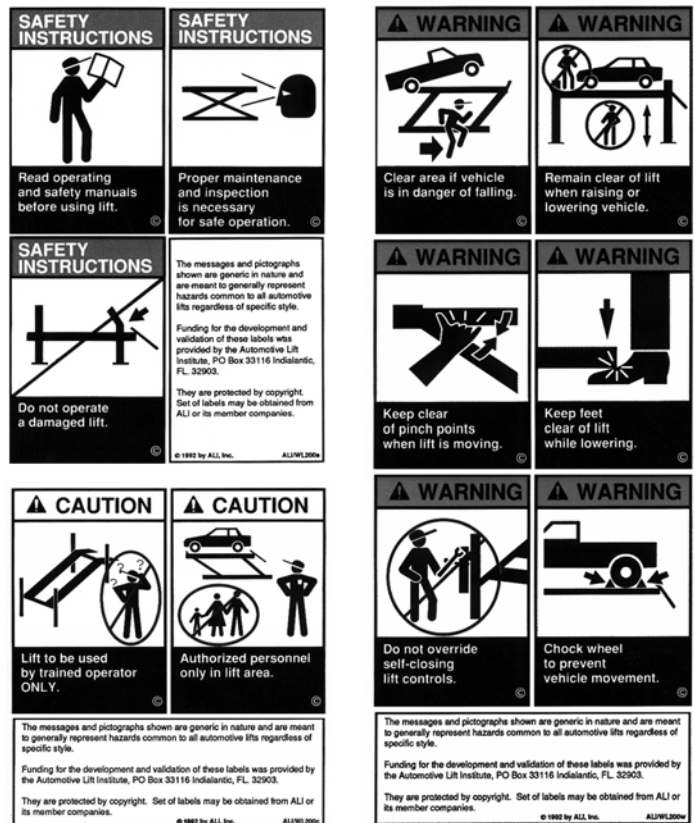 SAFETY
INSTRUCTIONS
Read operating
and safety manuals
before using lift.
©
SAFETY
INSTRUCTIONS
Proper maintenance
and inspection
is necessary
for safe operation.
©
SAFETY
INSTRUCTIONS
Do not operate
a damaged lift.
©
The messages and pictographs
shown are generic in nature and
are meant to generally represent
hazards common to all automotive
lifts regardless of specific style.
Funding for the development and
validation of these labels was
provided by the Automotive Lift
Institute, PO Box 33116 Indialantic,
FL. 32903.
They are protected by copyright.
Set of labels may be obtained from
ALI or its member companies.
© 1992 by ALI, Inc. ALI/WL200s
CAUTION
? ? ?
Lift to be used
by trained operator
ONLY.
©
CAUTION
Authorized personnel
only in lift area.
©
The messages and pictographs shown are generic in nature and are meant
to generally represent hazards common to all automotive lifts regardless of
specific style.
Funding for the development and validation of these labels was provided by
the Automotive Lift Institute, PO Box 33116 Indialantic, FL. 32903.
They are protected by copyright. Set of labels may be obtained from ALI or
its member companies.
© 1992 by ALI, Inc. ALI/WL200c
WARNING
Clear area if vehicle
is in danger of falling.
©
WARNING
Remain clear of lift
when raising or
lowering vehicle.
©
WARNING
Keep clear
of pinch points
when lift is moving.
©
WARNING
Keep feet
clear of lift
while lowering.
©
WARNING
Do not override
self-closing
lift controls.
©
WARNING
Chock wheel
to prevent
vehicle movement.
©
The messages and pictographs shown are generic in nature and are meant
to generally represent hazards common to all automotive lifts regardless of
specific style.
Funding for the development and validation of these labels was provided by
the Automotive Lift Institute, PO Box 33116 Indialantic, FL. 32903.
They are protected by copyright. Set of labels may be obtained from ALI or
its member companies.
© 1992 by ALI, Inc. ALI/WL200w